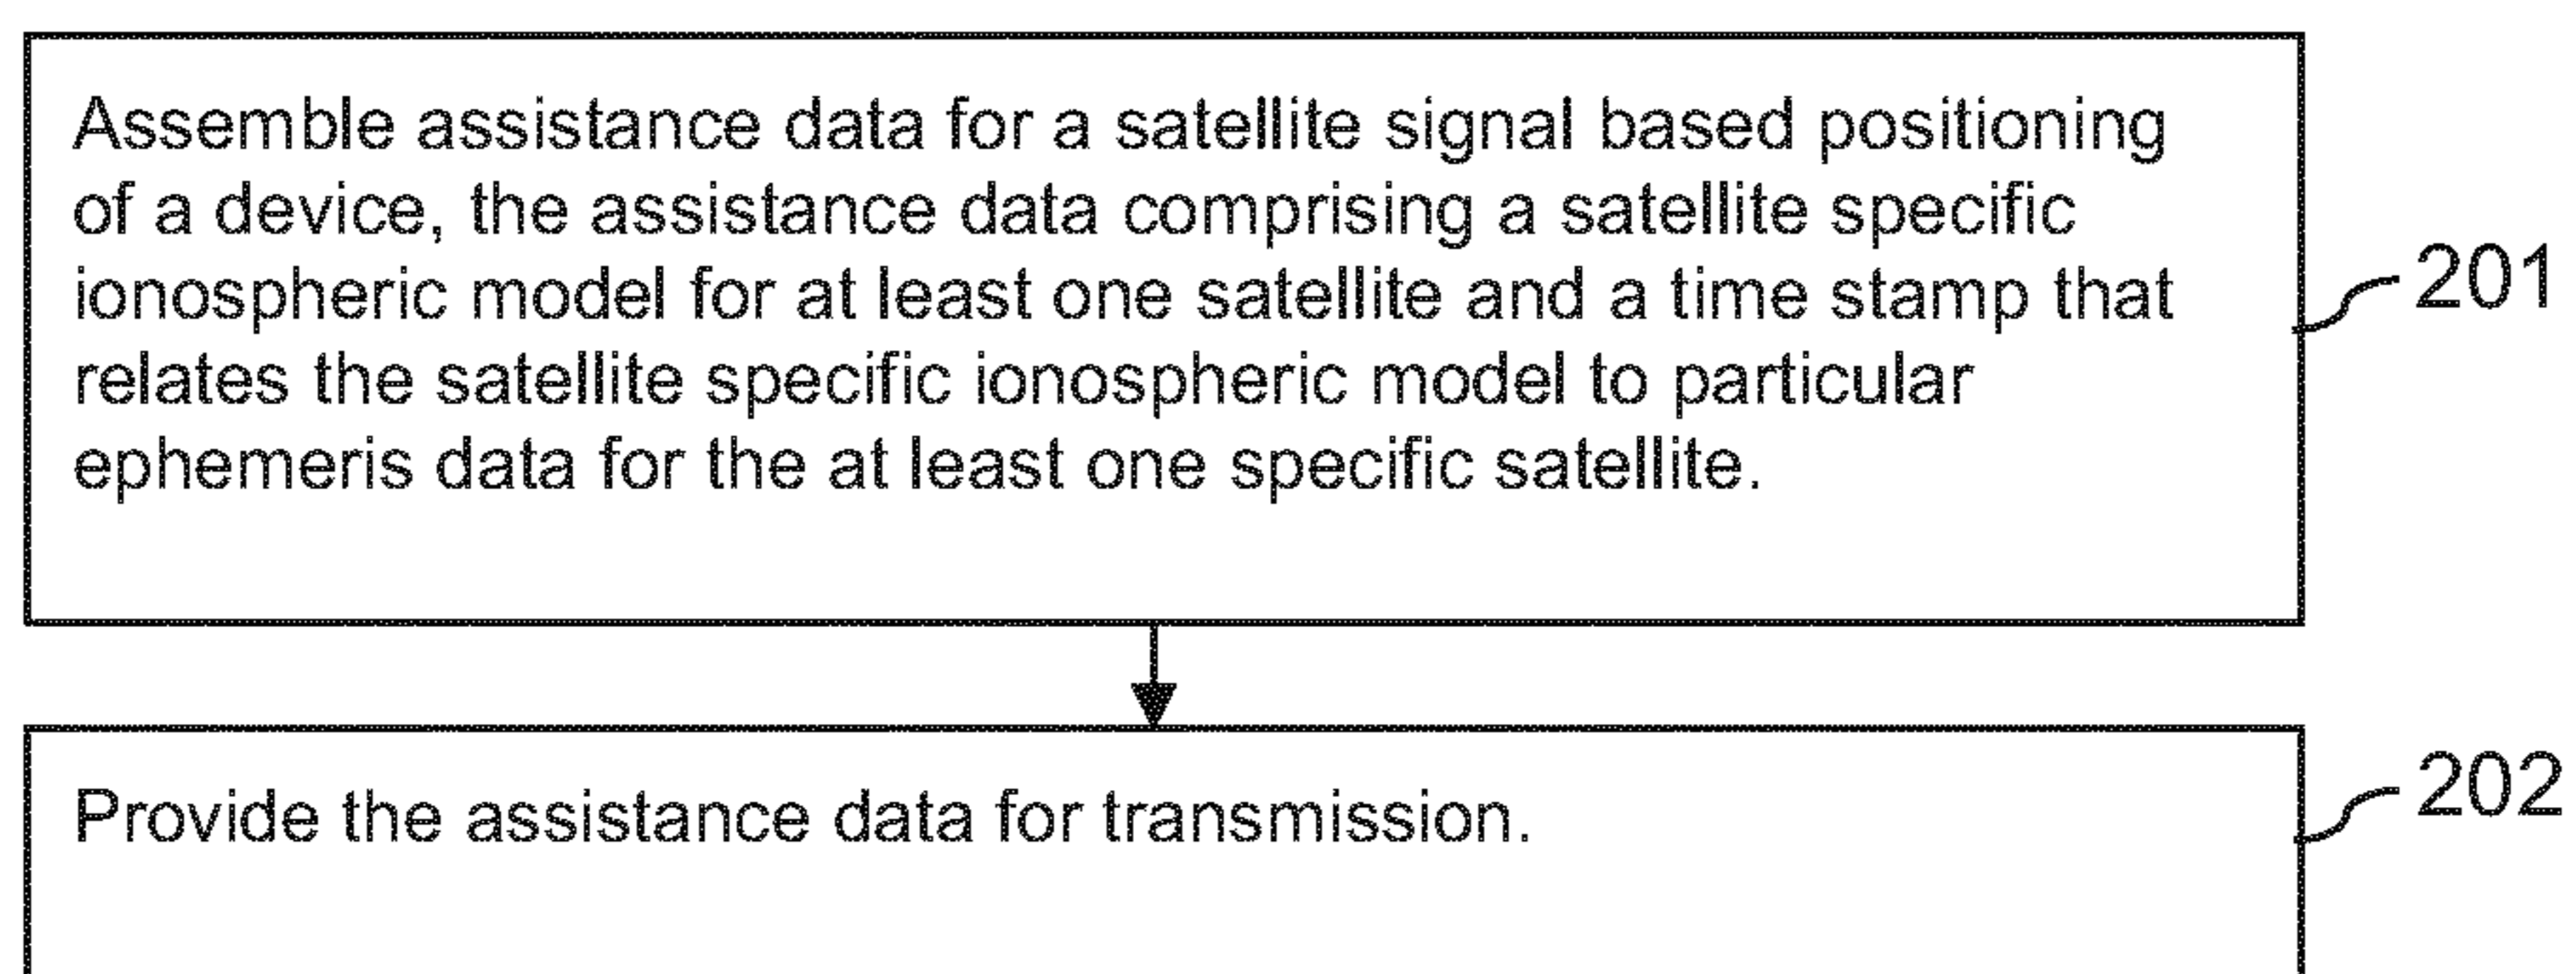 Assemble assistance data for a satellite signal based positioning
of a device, the assistance data comprising a satellite specific
ionospheric model for at least one satellite and a time stamp that
relates the satellite specific ionospheric model to particular
ephemeris data for the at least one specific satellite.
201
Provide the assistance data for transmission.
202